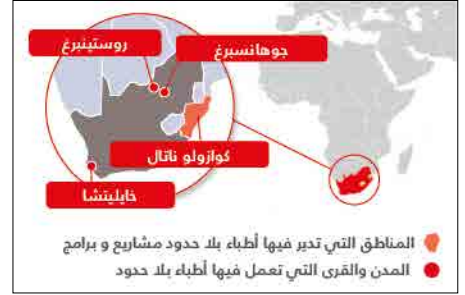 روستينبرغ
جوهانسبرغ
كوازولو ناتال
خايليتشا
المناطق التي تدير فيها أطباء بلا حدود مشاريع و برامج
المدن والقرى التي تعمل فيها أطباء بلا حدود